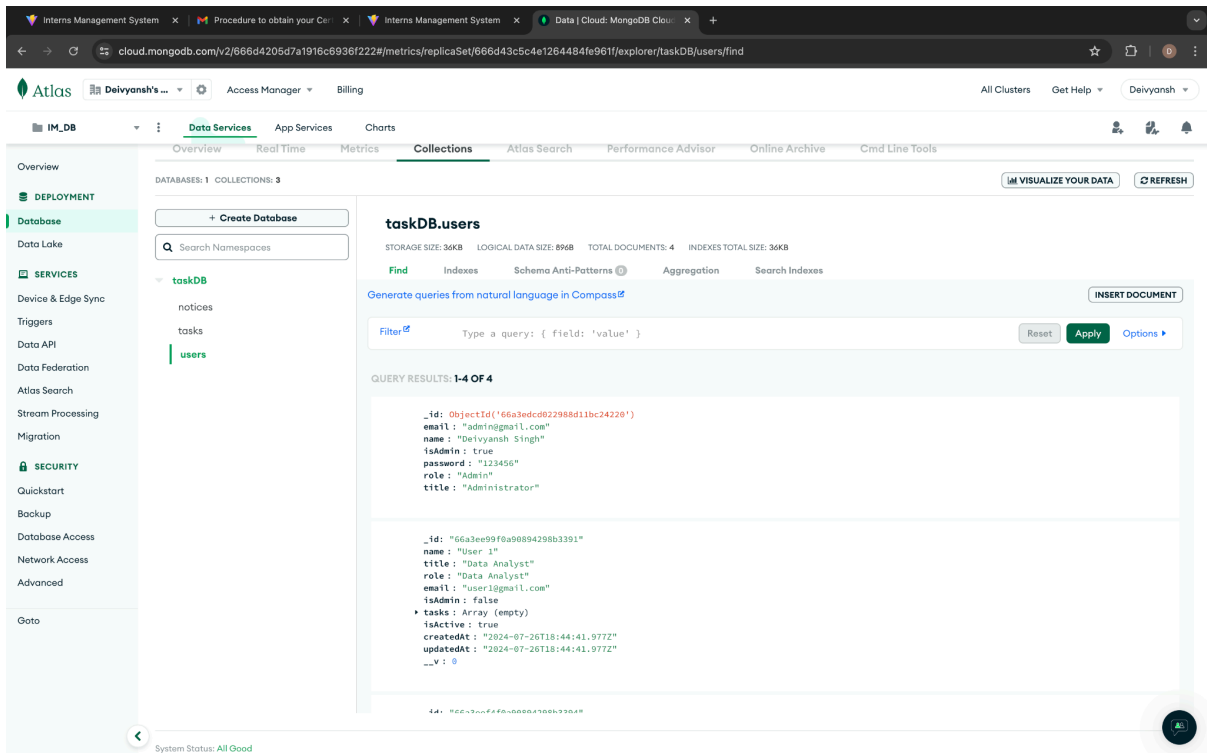 Interns Management System
Procedure to obtain your Cert
Interns Management System
Data | Cloud: MongoDB Cloud
cloud.mongodb.com/v2/666d4205d7a1916c6936f222#/metrics/replicaSet/666d43c5c4e1264484fe961f/explorer/taskDB/users/find
D
Atlas
Deivyansh's ...
Access Manager
Billing
All Clusters
Get Help
Deivyansh
IM_DB
Data Services
App Services
Charts
Overview
DEPLOYMENT
Database
Data Lake
SERVICES
Device & Edge Sync
Triggers
Data API
Data Federation
Atlas Search
Stream Processing
Migration
SECURITY
Quickstart
Backup
Database Access
Network Access
Advanced
Goto
Overview Real Time Metrics Collections Atlas Search Performance Advisor Online Archive Cmd Line Tools
DATABASES: 1 COLLECTIONS: 3
VISUALIZE YOUR DATA
REFRESH
+ Create Database
Search Namespaces
taskDB
notices
tasks
users
taskDB.users
STORAGE SIZE: 36KB LOGICAL DATA SIZE: 896B TOTAL DOCUMENTS: 4 INDEXES TOTAL SIZE: 36KB
Find Indexes Schema Anti-Patterns 0 Aggregation Search Indexes
Generate queries from natural language in Compass
INSERT DOCUMENT
Filter
Type a query: { field: 'value' }
Reset
Apply
Options
QUERY RESULTS: 1-4 OF 4
_id: ObjectId('66a3edcd022988d11bc24220')
email : "admin@gmail.com"
name : "Deivyansh Singh"
isAdmin : true
password : "123456"
role : "Admin"
title : "Administrator"
_id: "66a3ee99f0a90894298b3391"
name : "User 1"
title : "Data Analyst"
role : "Data Analyst"
email : "user1@gmail.com"
isAdmin : false
tasks : Array (empty)
isActive : true
createdAt : "2024-07-26T18:44:41.977Z"
updatedAt : "2024-07-26T18:44:41.977Z"
__v : 0
System Status: All Good